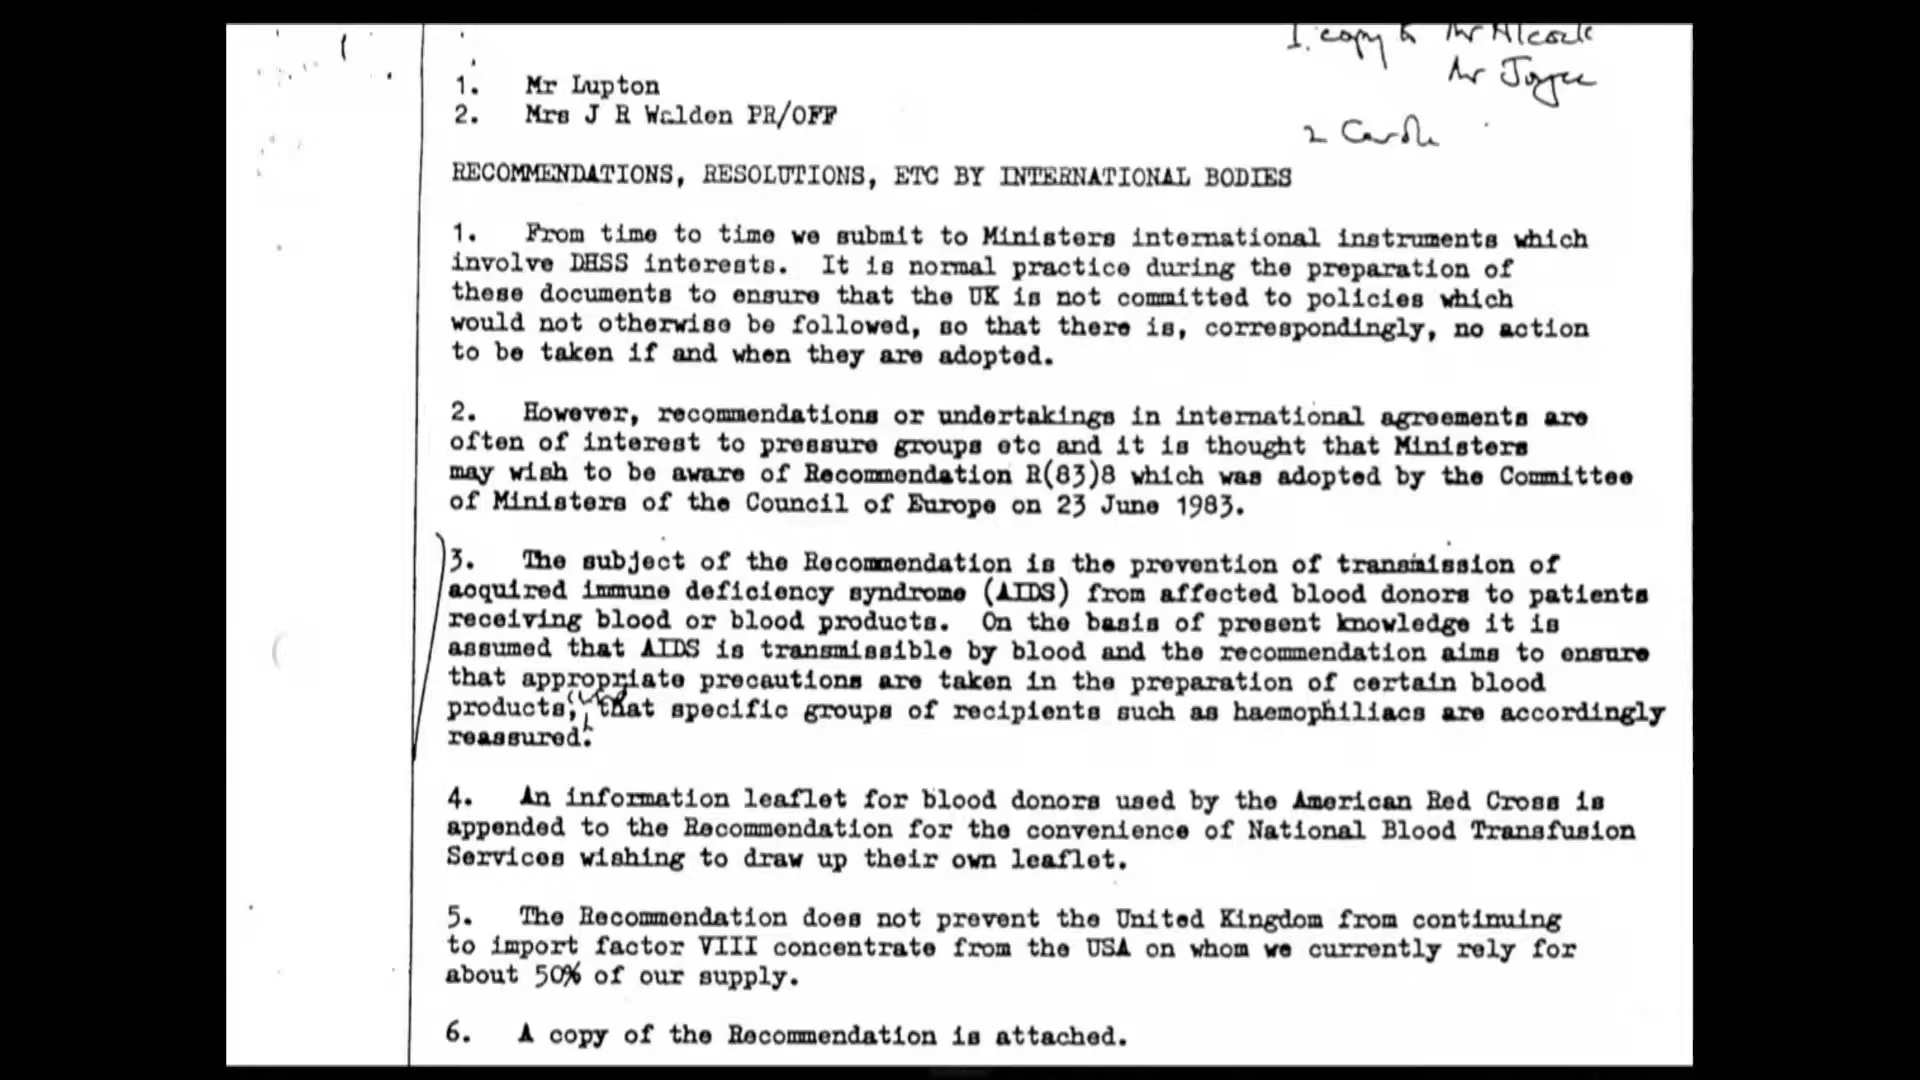 1. copy to Mr Alcock
Mr Joyce
1. Mr Lupton
2. Mrs J R Walden PR/OFF
2 Carole
RECOMMENDATIONS, RESOLUTIONS, ETC BY INTERNATIONAL BODIES
1. From time to time we submit to Ministers international instruments which
involve DHSS interests. It is normal practice during the preparation of
these documents to ensure that the UK is not committed to policies which
would not otherwise be followed, so that there is, correspondingly, no action
to be taken if and when they are adopted.
2. However, recommendations or undertakings in international agreements are
often of interest to pressure groups etc and it is thought that Ministers
may wish to be aware of Recommendation R(83)8 which was adopted by the Committee
of Ministers of the Council of Europe on 23 June 1983.
3. The subject of the Recommendation is the prevention of transmission of
acquired immune deficiency syndrome (AIDS) from affected blood donors to patients
receiving blood or blood products. On the basis of present knowledge it is
assumed that AIDS is transmissible by blood and the recommendation aims to ensure
that appropriate precautions are taken in the preparation of certain blood
products, that specific groups of recipients such as haemophiliacs are accordingly
reassured.
4. An information leaflet for blood donors used by the American Red Cross is
appended to the Recommendation for the convenience of National Blood Transfusion
Services wishing to draw up their own leaflet.
5. The Recommendation does not prevent the United Kingdom from continuing
to import factor VIII concentrate from the USA on whom we currently rely for
about 50% of our supply.
6. A copy of the Recommendation is attached.